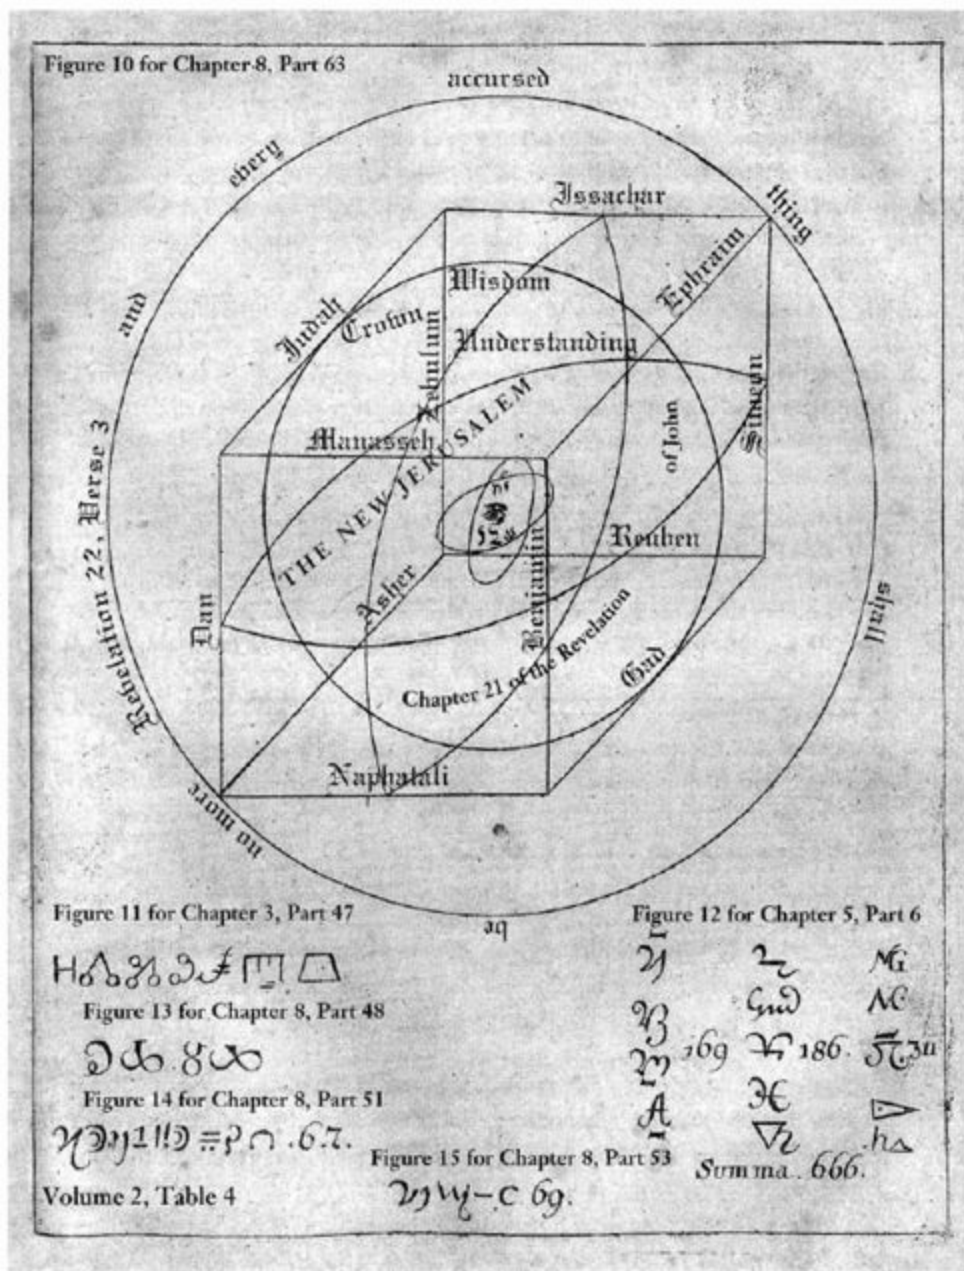 Figure 10 for Chapter 8, Part 63
Revelation 22, Verse 3
and
every
accursed
thing
shall
be
no more
Issachar
Judah
Crown
Wisdom
Ephraim
Zebulum
Understanding
Simeon
Manasseh
THE NEW JERUSALEM
of John
Reuben
Benjamin
Asher
Dan
Chapter 21 of the Revelation
Gad
Naphatali
Figure 11 for Chapter 3, Part 47
Figure 12 for Chapter 5, Part 6
Figure 13 for Chapter 8, Part 48
186.
Figure 14 for Chapter 8, Part 51
.67.
Figure 15 for Chapter 8, Part 53
Summa. 666.
Volume 2, Table 4
69.